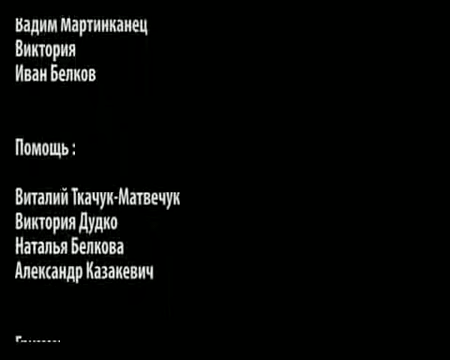 Вадим Мартинканец
Виктория
Иван Белков
Помощь :
Виталий Ткачук-Матвечук
Виктория Дудко
Наталья Белкова
Александр Казакевич